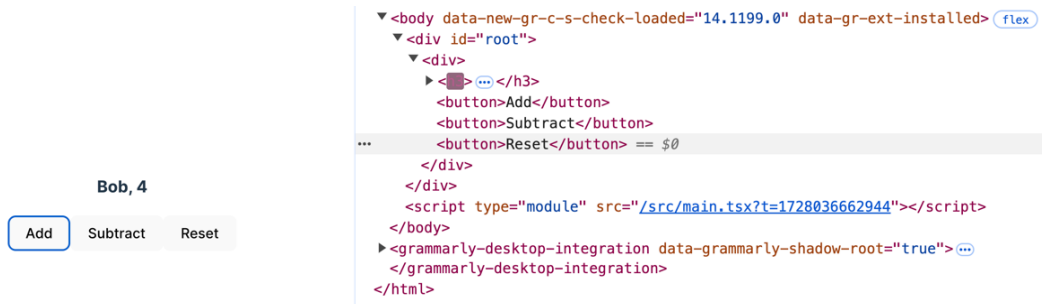 Bob, 4
Add Subtract Reset
<body data-new-gr-c-s-check-loaded="14.1199.0" data-gr-ext-installed> flex
<div id="root">
<div>
< > ... </h3>
<button>Add</button>
<button>Subtract</button>
... <button>Reset</button> == $0
</div>
</div>
<script type="module" src="/src/main.tsx?t=1728036662944"></script>
</body>
<grammarly-desktop-integration data-grammarly-shadow-root="true"> ...
</grammarly-desktop-integration>
</html>